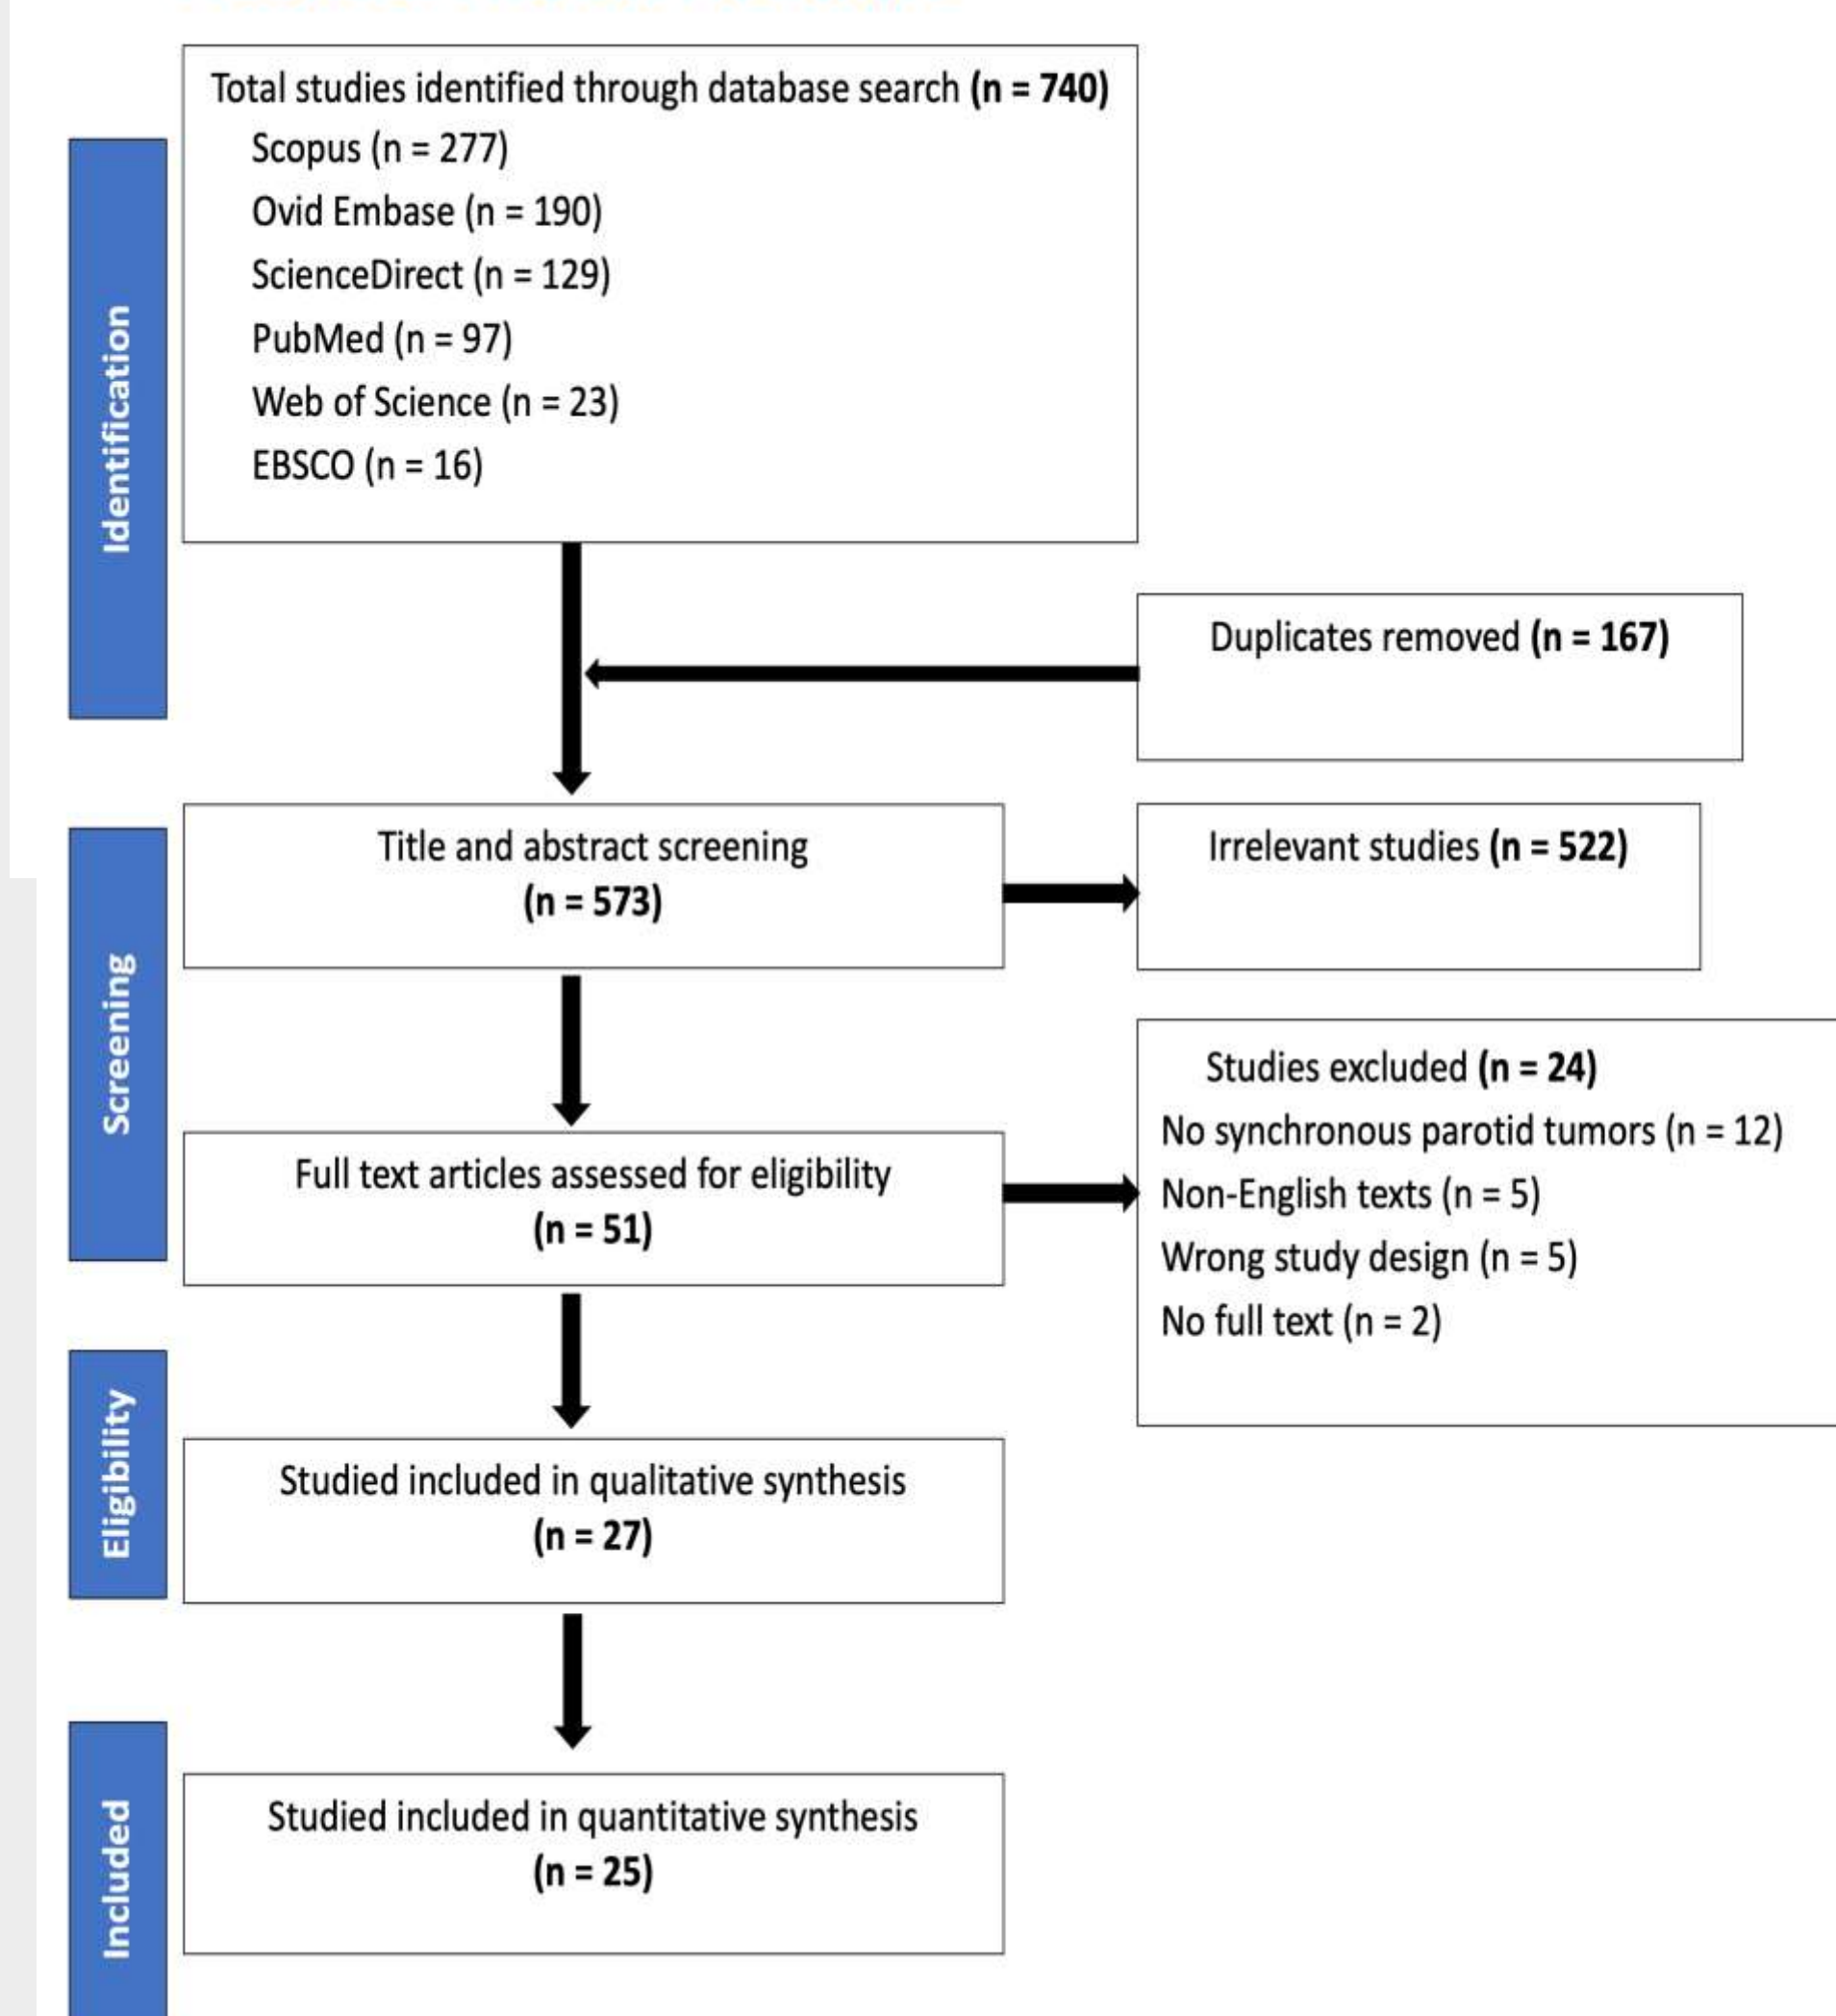 Identification
Total studies identified through database search (n = 740)
Scopus (n = 277)
Ovid Embase (n = 190)
ScienceDirect (n = 129)
PubMed (n = 97)
Web of Science (n = 23)
EBSCO (n = 16)
Duplicates removed (n = 167)
Screening
Title and abstract screening
(n = 573)
Irrelevant studies (n = 522)
Full text articles assessed for eligibility
(n = 51)
Studies excluded (n = 24)
No synchronous parotid tumors (n = 12)
Non-English texts (n = 5)
Wrong study design (n = 5)
No full text (n = 2)
Eligibility
Studied included in qualitative synthesis
(n = 27)
Included
Studied included in quantitative synthesis
(n = 25)